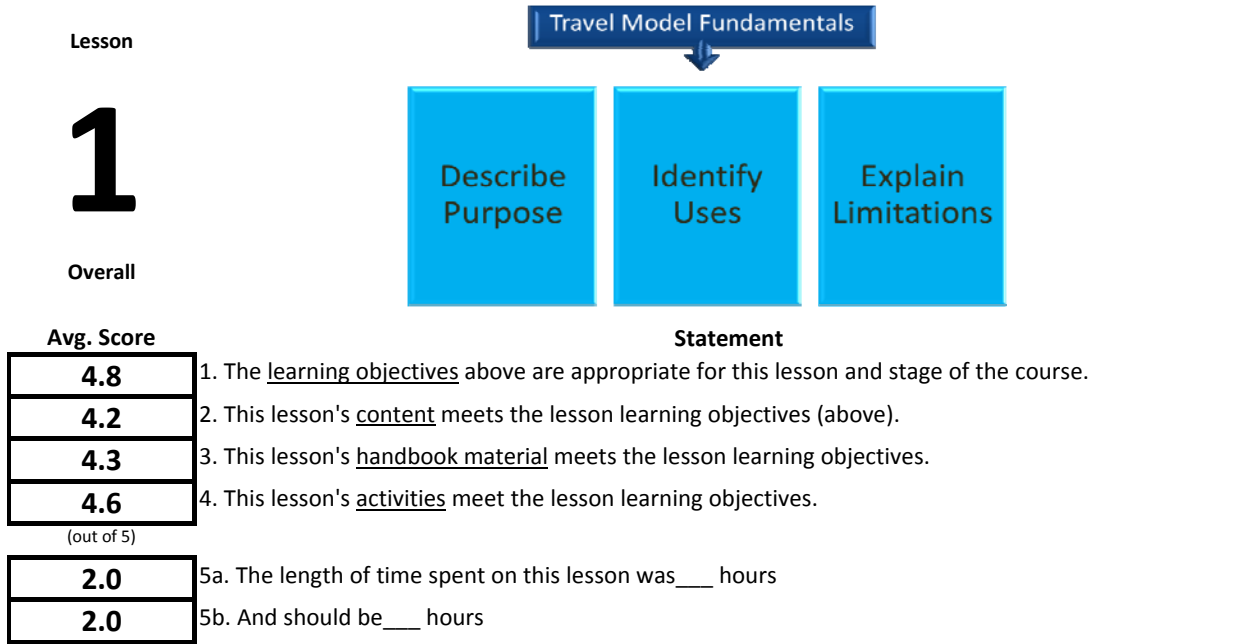 Lesson
1
Overall
Travel Model Fundamentals
Describe
Purpose
Identify
Uses
Explain
Limitations
Avg. Score Statement
4.8 1. The learning objectives above are appropriate for this lesson and stage of the course.
4.2 2. This lesson's content meets the lesson learning objectives (above).
4.3 3. This lesson's handbook material meets the lesson learning objectives.
4.6 4. This lesson's activities meet the lesson learning objectives.
(out of 5)
2.0 5a. The length of time spent on this lesson was___ hours
2.0 5b. And should be___ hours